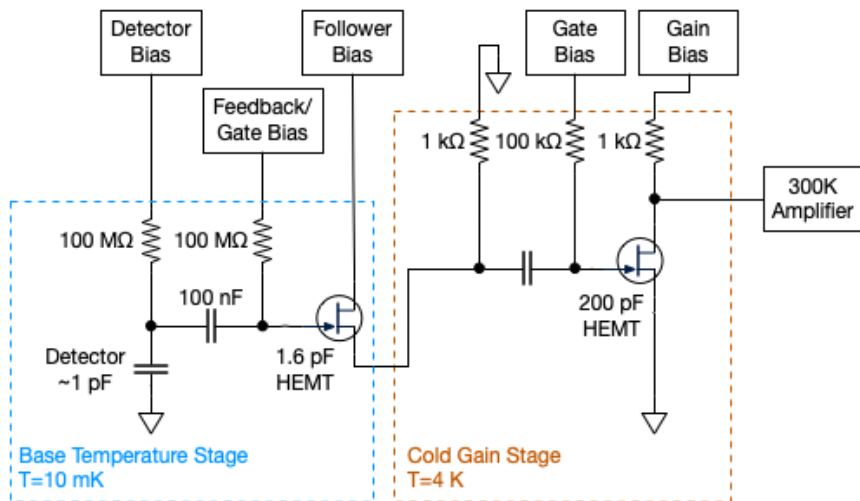 Detector
Bias
Follower
Bias
Gate
Bias
Gain
Bias
Feedback/
Gate Bias
1 kΩ
100 kΩ
1 kΩ
300K
Amplifier
100 MΩ
100 MΩ
100 nF
200 pF
HEMT
Detector
~1 pF
1.6 pF
HEMT
Base Temperature Stage
T=10 mK
Cold Gain Stage
T=4 K